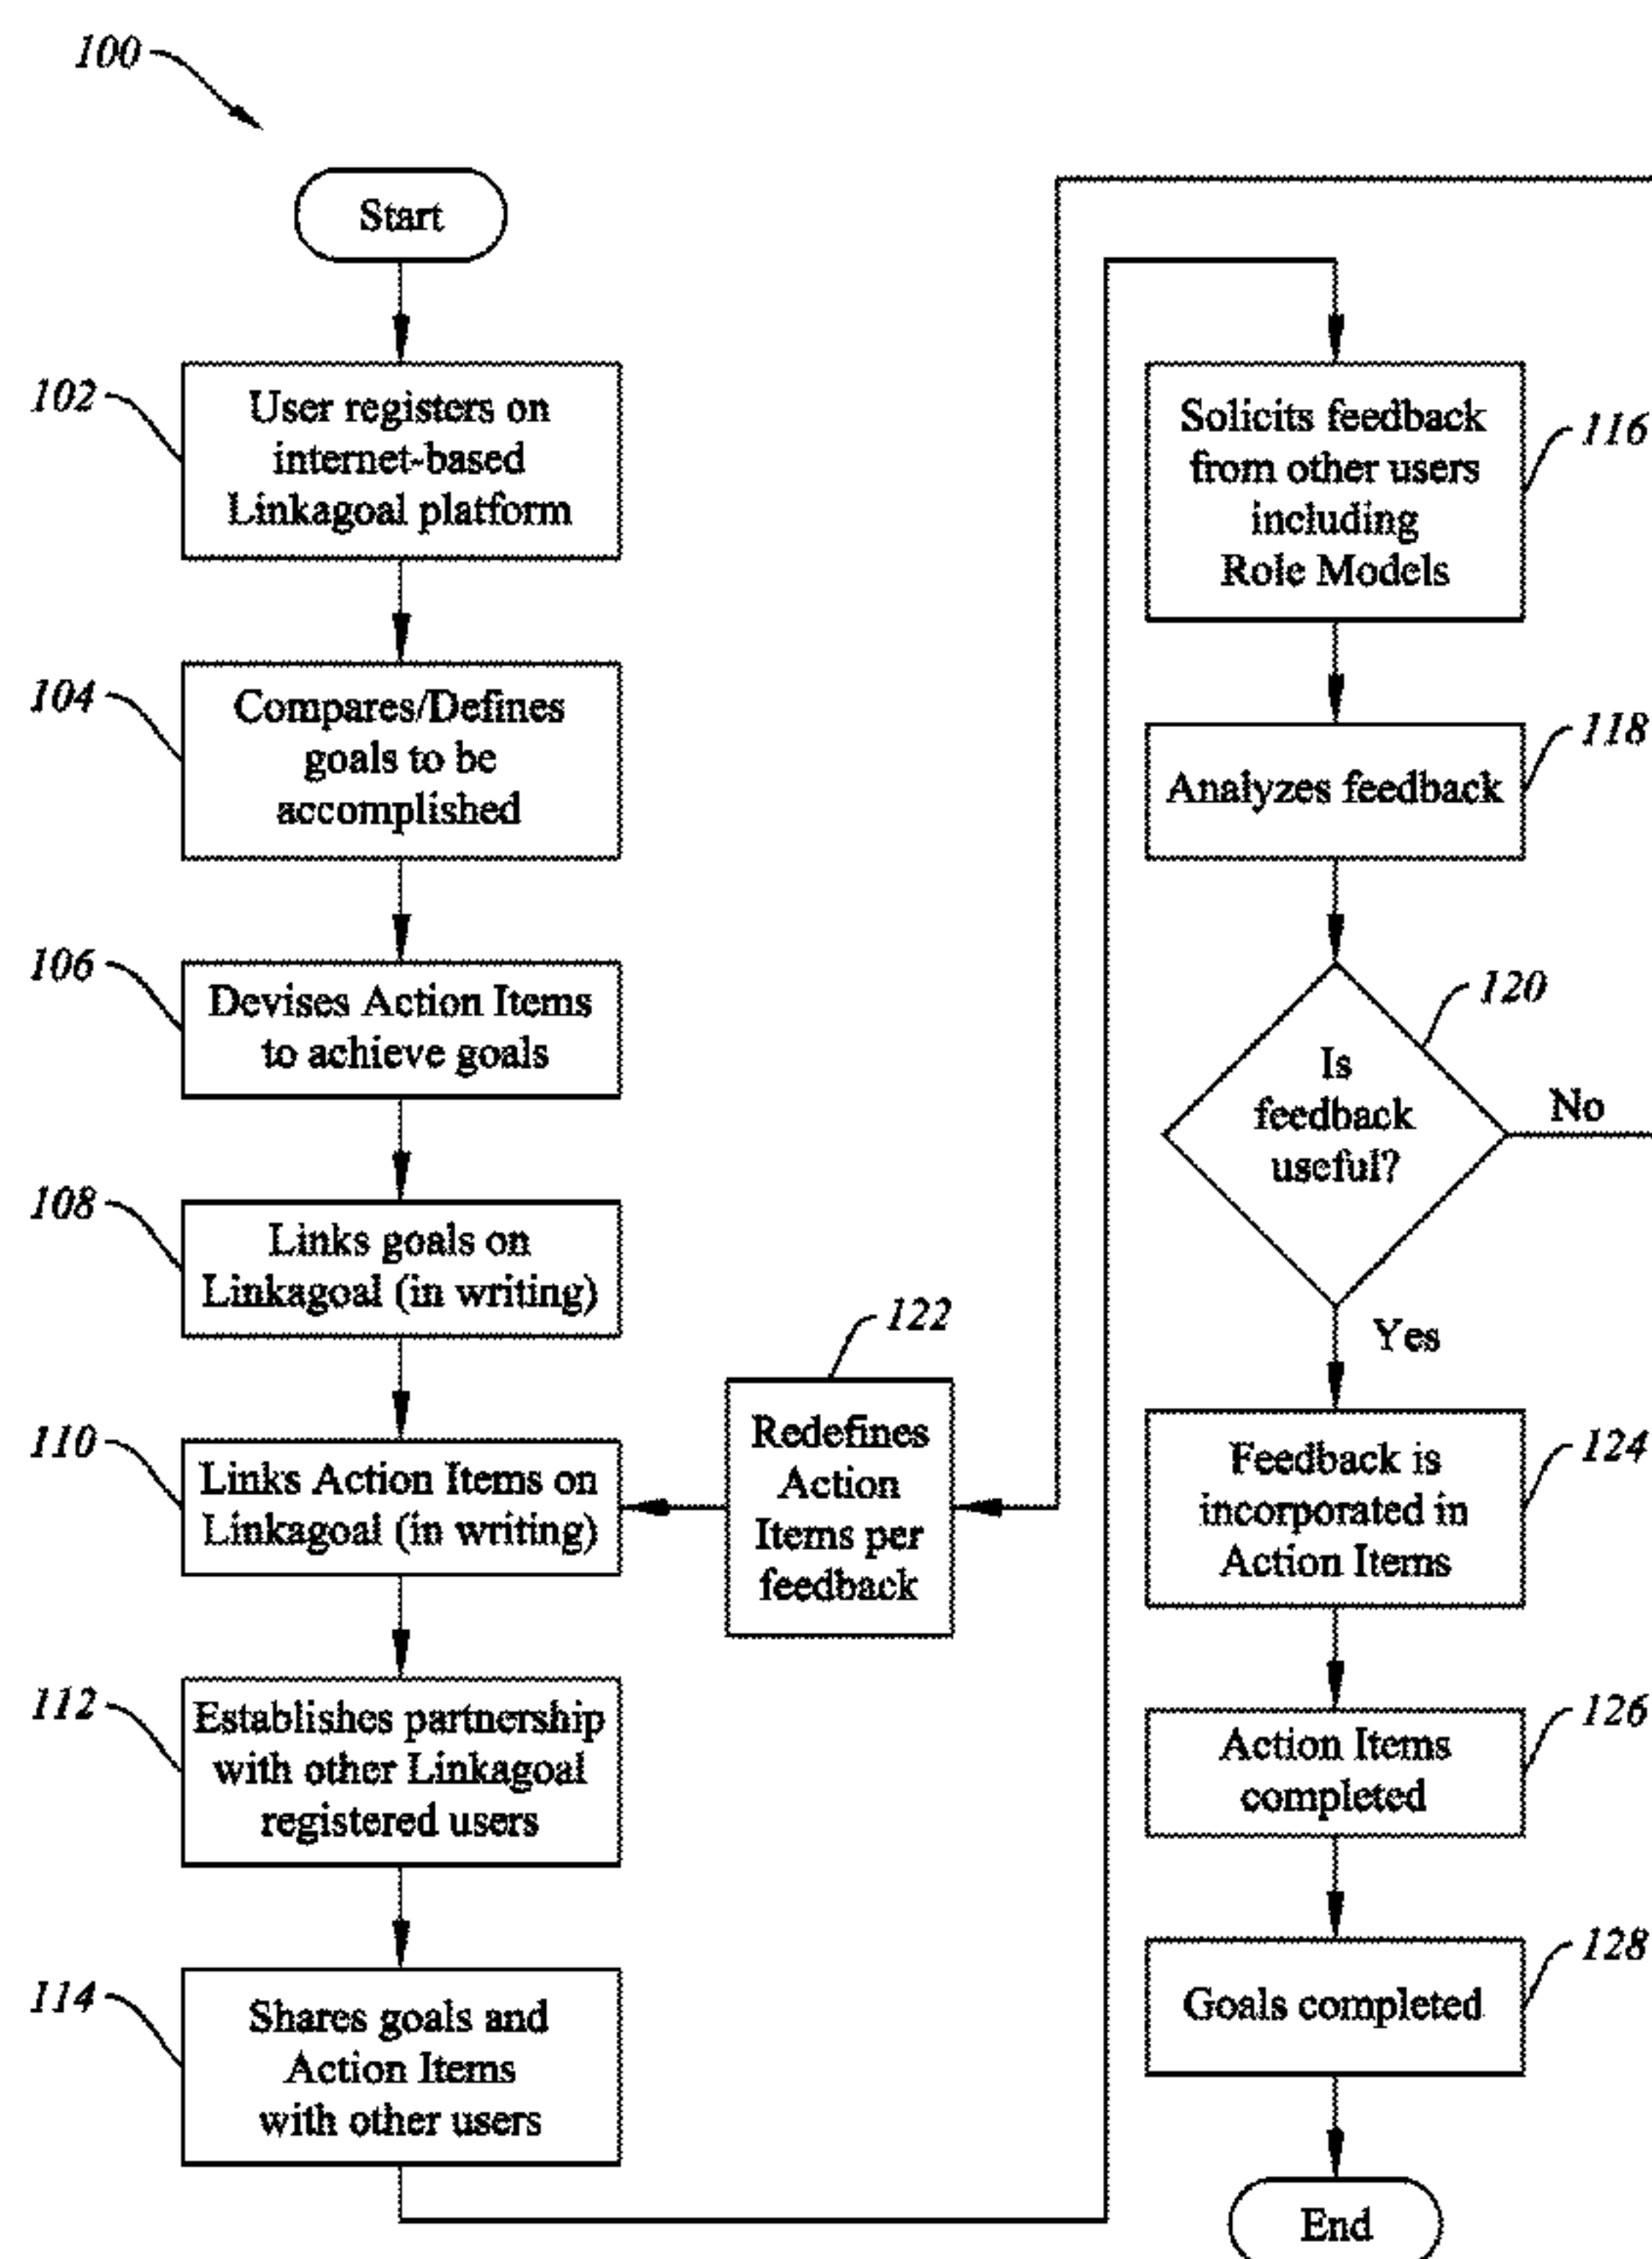 100
Start
102
User registers on
internet-based
Linkagoal platform
104
Compares/Defines
goals to be
accomplished
106
Devises Action Items
to achieve goals
108
Links goals on
Linkagoal (in writing)
110
Links Action Items on
Linkagoal (in writing)
112
Establishes partnership
with other Linkagoal
registered users
114
Shares goals and
Action Items
with other users
116
Solicits feedback
from other users
including
Role Models
118
Analyzes feedback
120
Is
feedback
useful?
No
Yes
122
Redefines
Action
Items per
feedback
124
Feedback is
incorporated in
Action Items
126
Action Items
completed
128
Goals completed
End